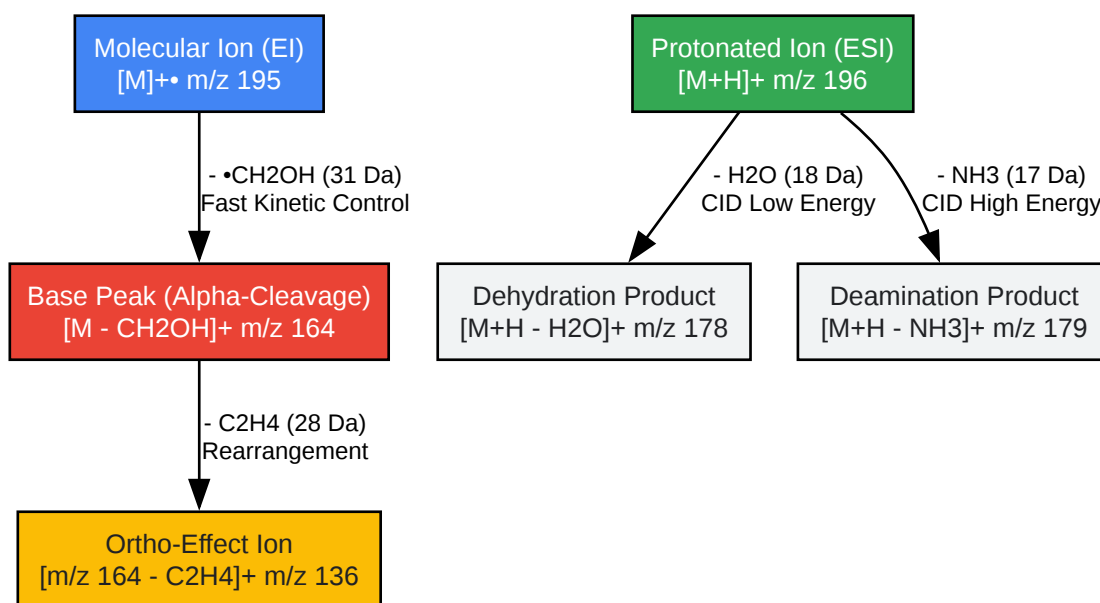 Molecular Ion (EI)
[M]+• m/z 195
Protonated Ion (ESI)
[M+H]+ m/z 196
- •CH2OH (31 Da)
Fast Kinetic Control
- H2O (18 Da)
CID Low Energy
- NH3 (17 Da)
CID High Energy
Base Peak (Alpha-Cleavage)
[M - CH2OH]+ m/z 164
Dehydration Product
[M+H - H2O]+ m/z 178
Deamination Product
[M+H - NH3]+ m/z 179
- C2H4 (28 Da)
Rearrangement
Ortho-Effect Ion
[m/z 164 - C2H4]+ m/z 136